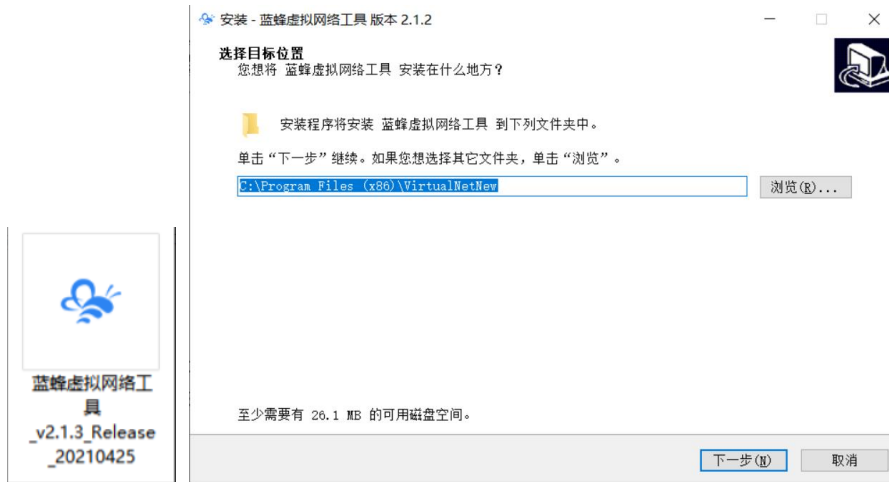 安装 - 蓝蜂虚拟网络工具 版本 2.1.2
选择目标位置
您想将 蓝蜂虚拟网络工具 安装在什么地方？
安装程序将安装 蓝蜂虚拟网络工具 到下列文件夹中。
单击“下一步”继续。如果您想选择其它文件夹，单击“浏览”。
C:\Program Files (x86)\VirtualNetNew
浏览(R)...
至少需要有 26.1 MB 的可用磁盘空间。
下一步(N)
取消
蓝蜂虚拟网络工
具
_v2.1.3_Release
_20210425